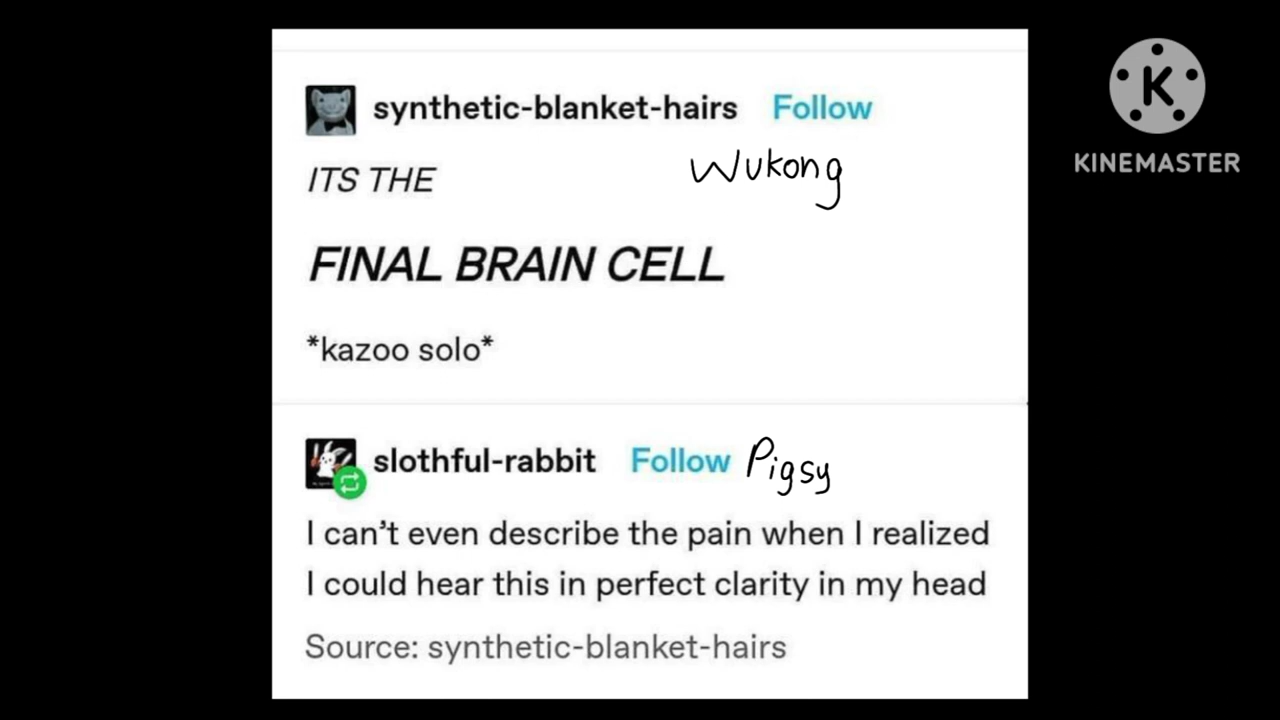 synthetic-blanket-hairs Follow
ITS THE
Wukong
FINAL BRAIN CELL
*kazoo solo*
slothful-rabbit Follow Pigsy
I can't even describe the pain when I realized
I could hear this in perfect clarity in my head
Source: synthetic-blanket-hairs
K
KINEMASTER